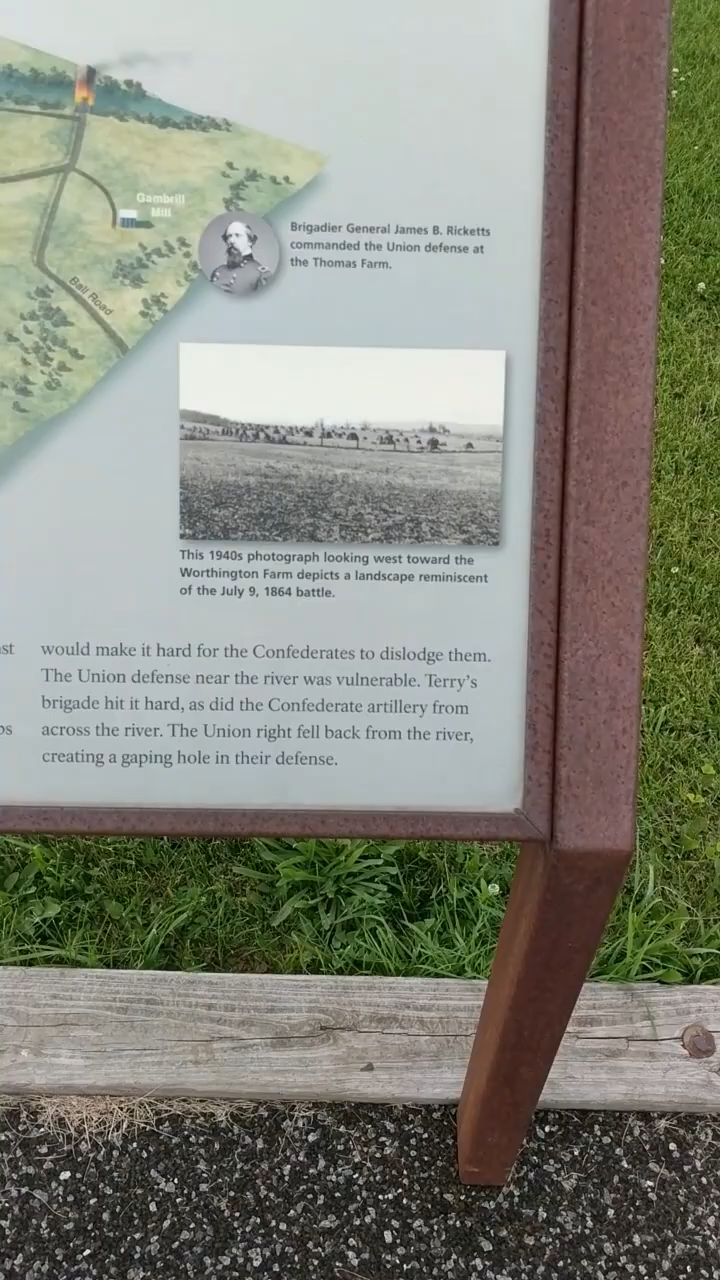 Gambrill
Mill
Ball Road
Brigadier General James B. Ricketts
commanded the Union defense at
the Thomas Farm.
This 1940s photograph looking west toward the
Worthington Farm depicts a landscape reminiscent
of the July 9, 1864 battle.
would make it hard for the Confederates to dislodge them.
The Union defense near the river was vulnerable. Terry's
brigade hit it hard, as did the Confederate artillery from
across the river. The Union right fell back from the river,
creating a gaping hole in their defense.